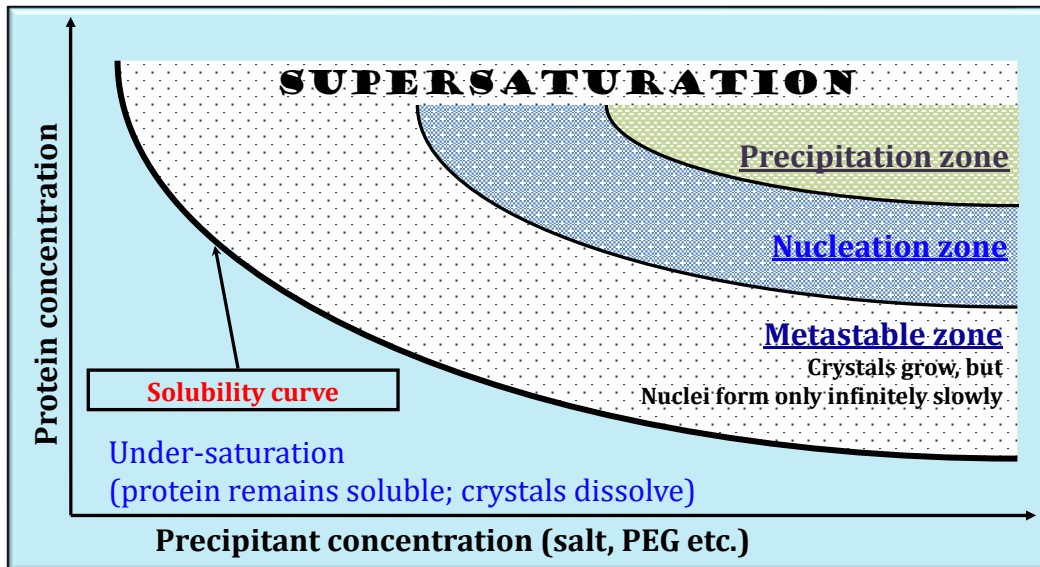 SUPERSATURATION
Protein concentration
Precipitation zone
Nucleation zone
Metastable zone
Crystals grow, but
Nuclei form only infinitely slowly
Solubility curve
Under-saturation
(protein remains soluble; crystals dissolve)
Precipitant concentration (salt, PEG etc.)